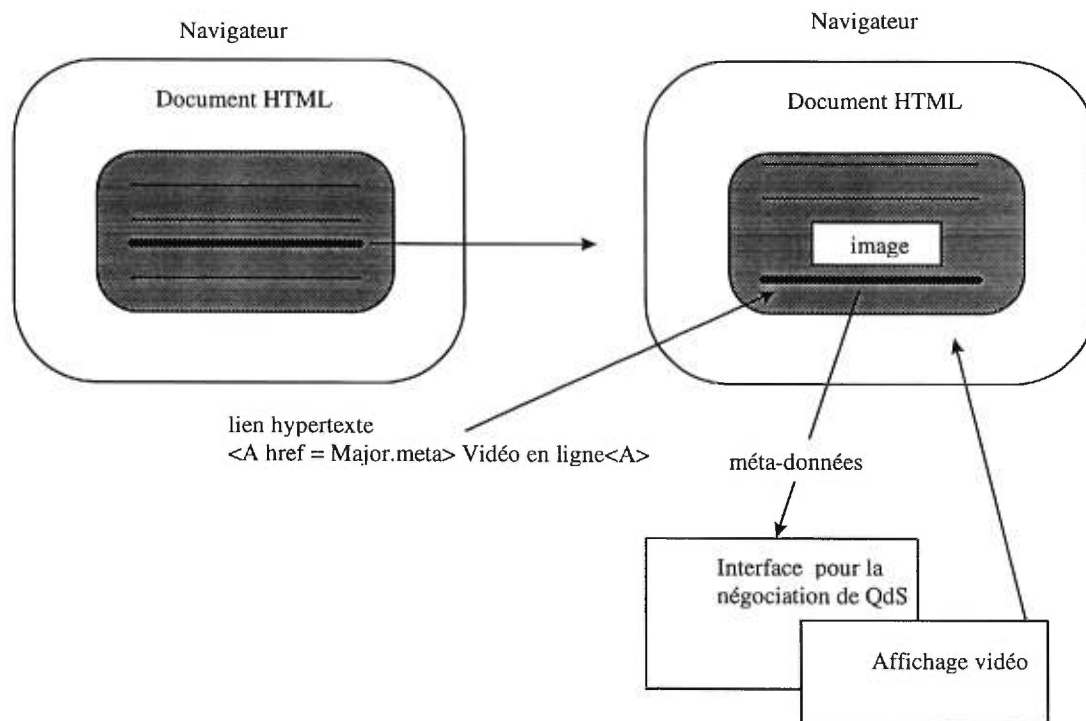 Navigateur
Document HTML
Navigateur
Document HTML
image
lien hypertexte
<A href = Major.meta> Vidéo en ligne<A>
méta-données
Interface pour la
négociation de QdS
Affichage vidéo